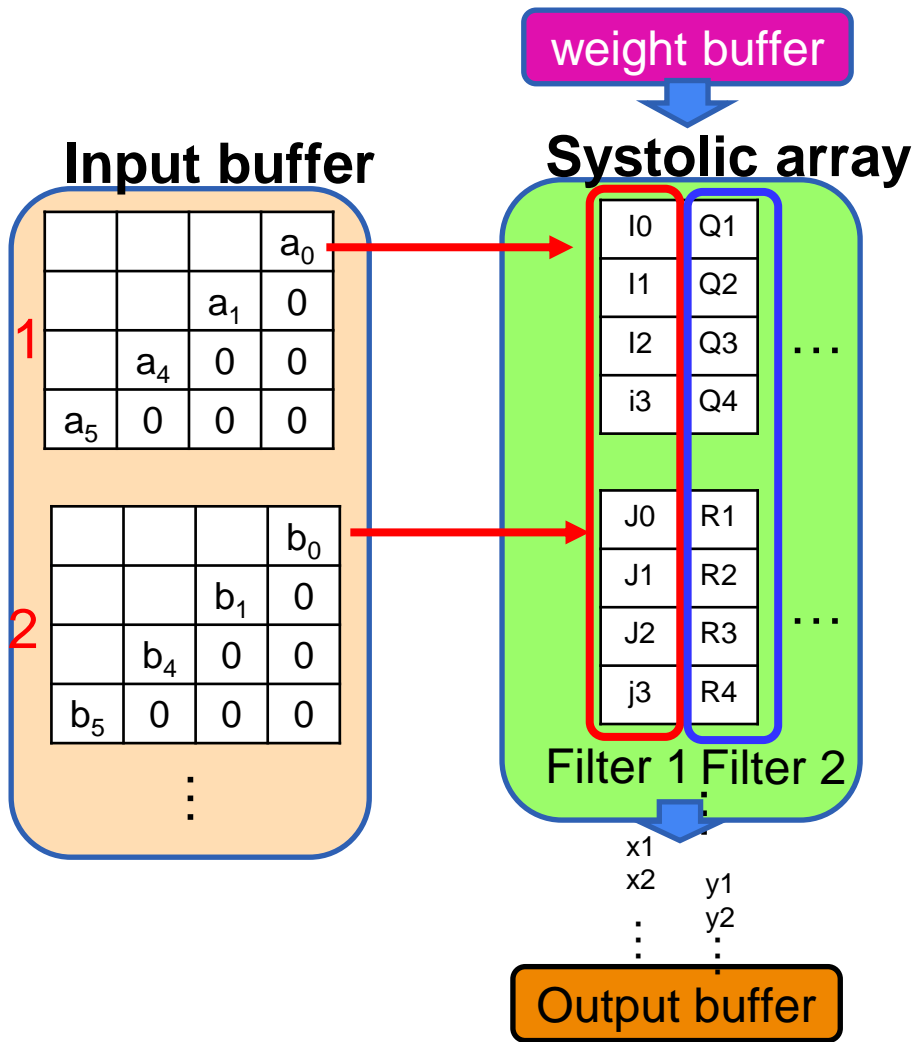 weight buffer
Input buffer
Systolic array
1
a₀
a₁ 0
a₄ 0 0
a₅ 0 0 0
2
b₀
b₁ 0
b₄ 0 0
b₅ 0 0 0
⋮
I0 Q1
I1 Q2
I2 Q3
i3 Q4
...
J0 R1
J1 R2
J2 R3
j3 R4
...
Filter 1 Filter 2
⋮
x1
x2
⋮
y1
y2
⋮
Output buffer